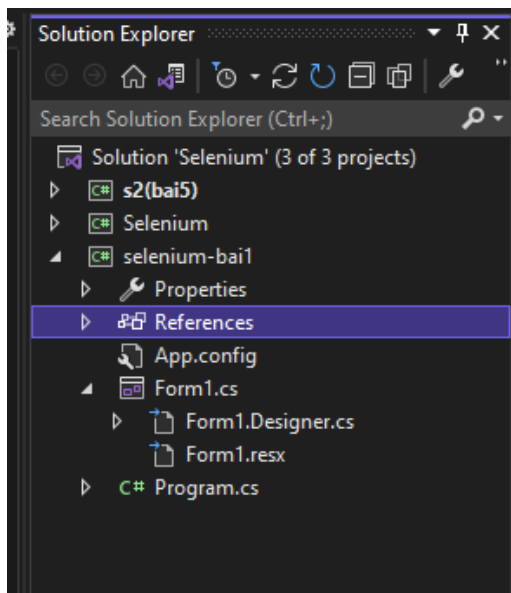 Solution Explorer
Search Solution Explorer (Ctrl+;)
Solution 'Selenium' (3 of 3 projects)
C# s2(bai5)
C# Selenium
C# selenium-bai1
Properties
References
App.config
Form1.cs
Form1.Designer.cs
Form1.resx
C# Program.cs